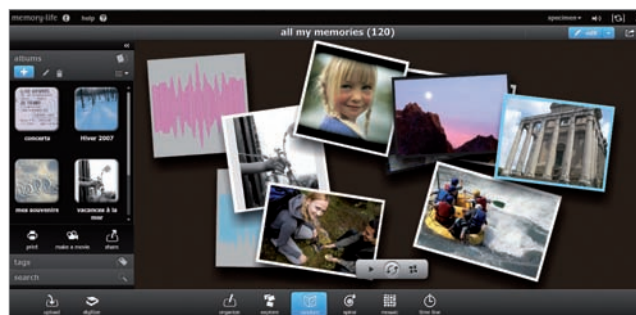 memory-life help
specimen
all my memories (120)
edit
albums
concerts
Hiver 2007
mes souvenirs
vacances à la mer
print
make a movie
share
tags
search
upload
digitize
organize
explore
spiral
mosaic
time line